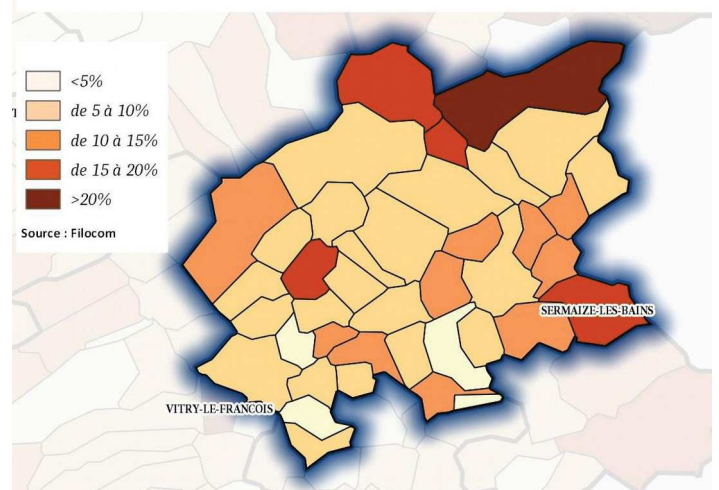 <5%
de 5 à 10%
de 10 à 15%
de 15 à 20%
>20%
Source : Filocom
SERMAIZE-LES-BAINS
VITRY-LE-FRANCOIS